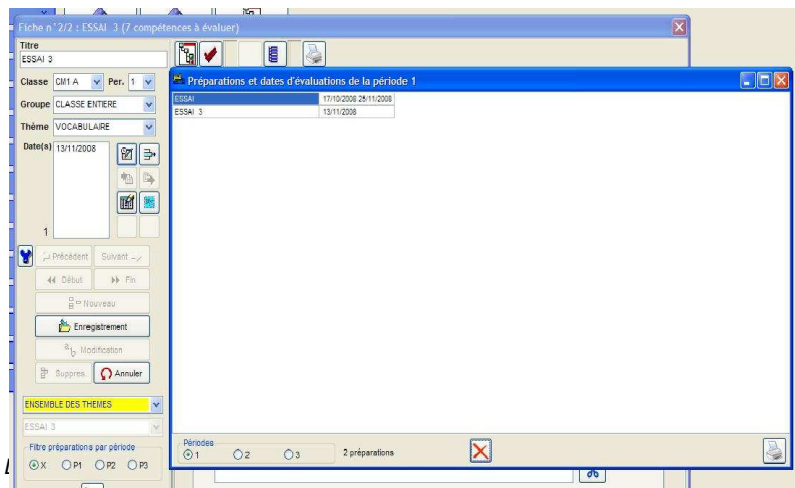 Fiche n°2/2 : ESSAI 3 (7 compétences à évaluer)
Titre
ESSAI 3
Classe CM1 A Per. 1
Groupe CLASSE ENTIERE
Thème VOCABULAIRE
Date(s) 13/11/2008
1
Précédent Suivant
Début Fin
Nouveau
Enregistrement
Modification
Suppres. Annuler
ENSEMBLE DES THEMES
ESSAI 3
Filtre préparations par période
X P1 P2 P3
Préparations et dates d'évaluations de la période 1
ESSAI 17/10/2008 25/11/2008
ESSAI 3 13/11/2008
Périodes
1 2 3 2 préparations